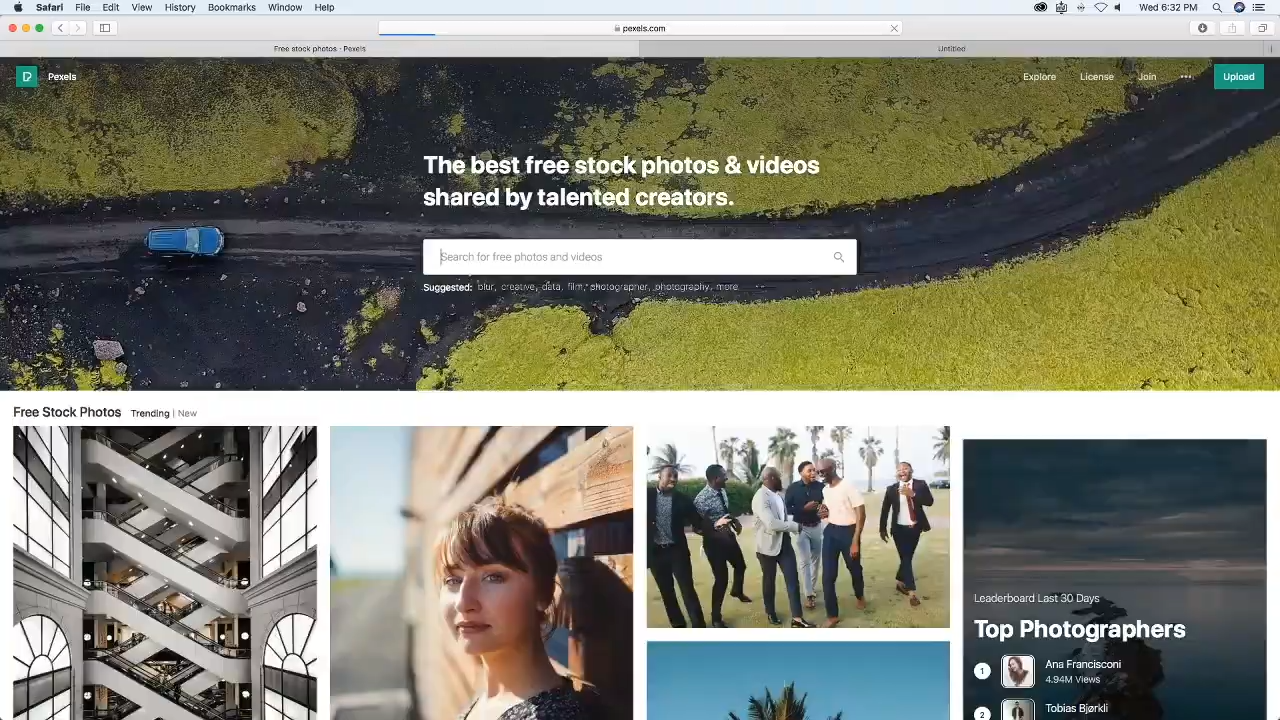 Safari File Edit View History Bookmarks Window Help Wed 6:32 PM
pexels.com
Free stock photos · Pexels Untitled
Pexels Explore License Join ••• Upload
The best free stock photos & videos
shared by talented creators.
Search for free photos and videos
Suggested: blur, creative, data, film, photographer, photography, more
Free Stock Photos Trending | New
Leaderboard Last 30 Days
Top Photographers
1 Ana Francisconi
4.94M Views
2 Tobias Bjørkli